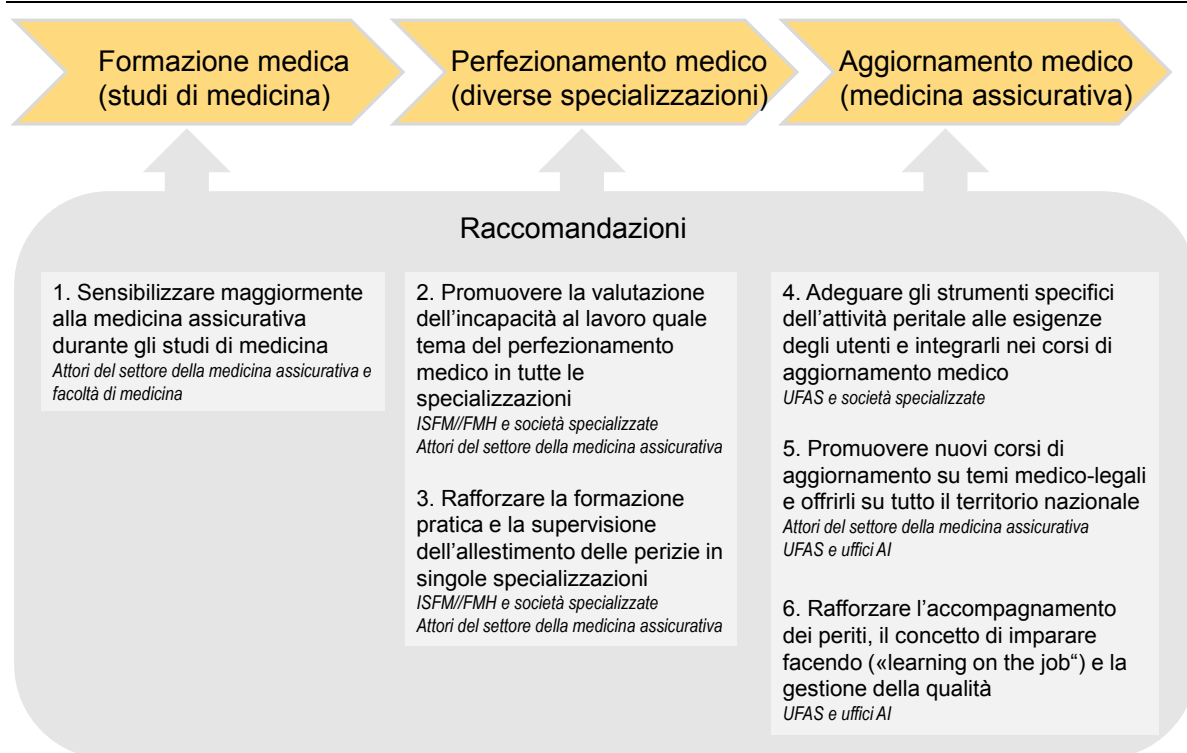 Formazione medica
(studi di medicina)
Perfezionamento medico
(diverse specializzazioni)
Aggiornamento medico
(medicina assicurativa)
Raccomandazioni
1. Sensibilizzare maggiormente
alla medicina assicurativa
durante gli studi di medicina
Attori del settore della medicina assicurativa e
facoltà di medicina
2. Promuovere la valutazione
dell’incapacità al lavoro quale
tema del perfezionamento
medico in tutte le
specializzazioni
ISFM//FMH e società specializzate
Attori del settore della medicina assicurativa
3. Rafforzare la formazione
pratica e la supervisione
dell’allestimento delle perizie in
singole specializzazioni
ISFM//FMH e società specializzate
Attori del settore della medicina assicurativa
4. Adeguare gli strumenti specifici
dell’attività peritale alle esigenze
degli utenti e integrarli nei corsi di
aggiornamento medico
UFAS e società specializzate
5. Promuovere nuovi corsi di
aggiornamento su temi medico-legali
e offrirli su tutto il territorio nazionale
Attori del settore della medicina assicurativa
UFAS e uffici AI
6. Rafforzare l’accompagnamento
dei periti, il concetto di imparare
facendo («learning on the job“) e la
gestione della qualità
UFAS e uffici AI